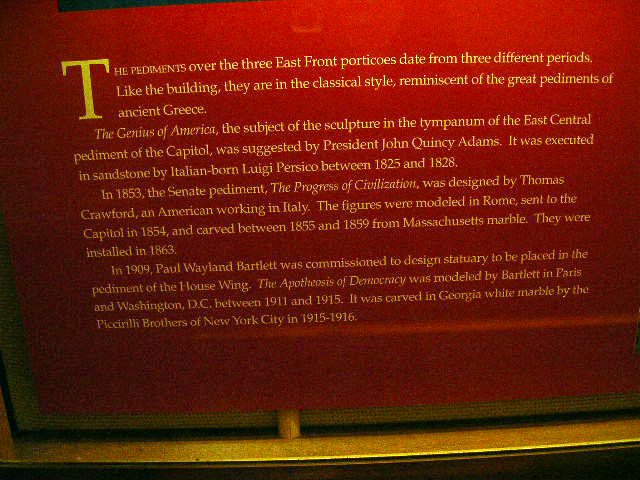 THE PEDIMENTS over the three East Front porticoes date from three different periods.
Like the building, they are in the classical style, reminiscent of the great pediments of
ancient Greece.
The Genius of America, the subject of the sculpture in the tympanum of the East Central
pediment of the Capitol, was suggested by President John Quincy Adams. It was executed
in sandstone by Italian-born Luigi Persico between 1825 and 1828.
In 1853, the Senate pediment, The Progress of Civilization, was designed by Thomas
Crawford, an American working in Italy. The figures were modeled in Rome, sent to the
Capitol in 1854, and carved between 1855 and 1859 from Massachusetts marble. They were
installed in 1863.
In 1909, Paul Wayland Bartlett was commissioned to design statuary to be placed in the
pediment of the House Wing. The Apotheosis of Democracy was modeled by Bartlett in Paris
and Washington, D.C. between 1911 and 1915. It was carved in Georgia white marble by the
Piccirilli Brothers of New York City in 1915-1916.